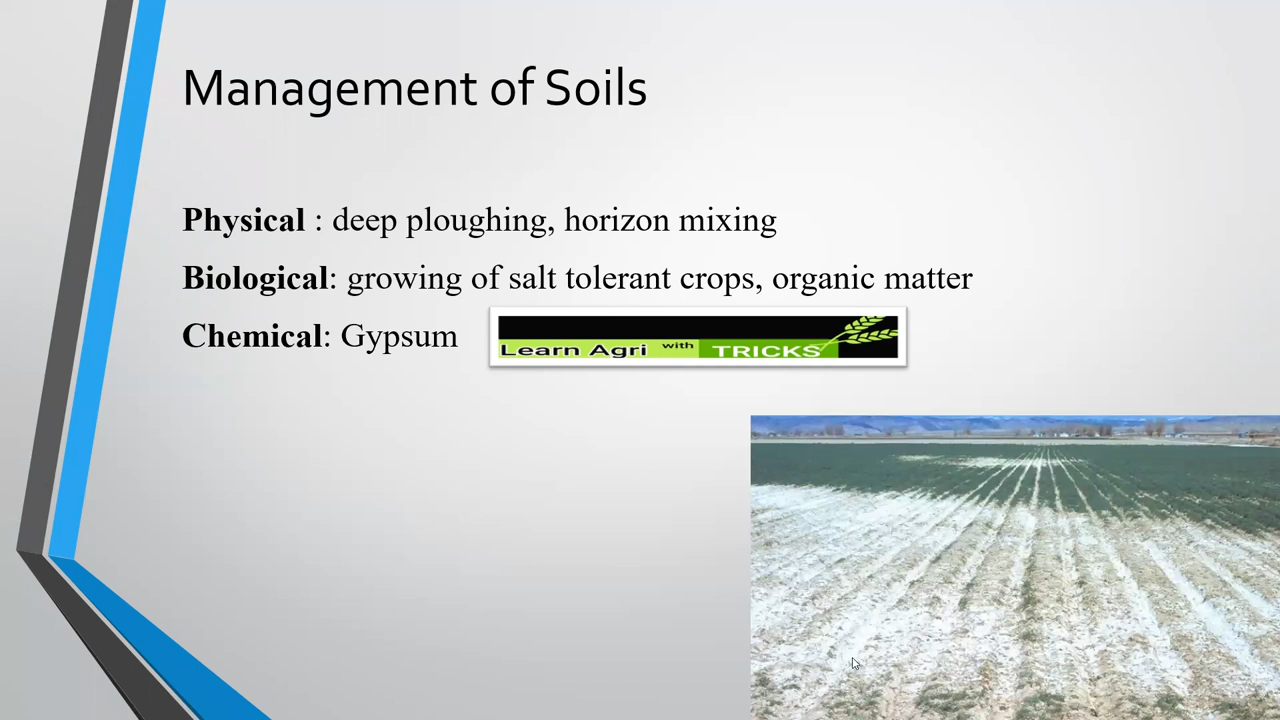 Management of Soils
Physical : deep ploughing, horizon mixing
Biological: growing of salt tolerant crops, organic matter
Chemical: Gypsum
Learn Agri with TRICKS